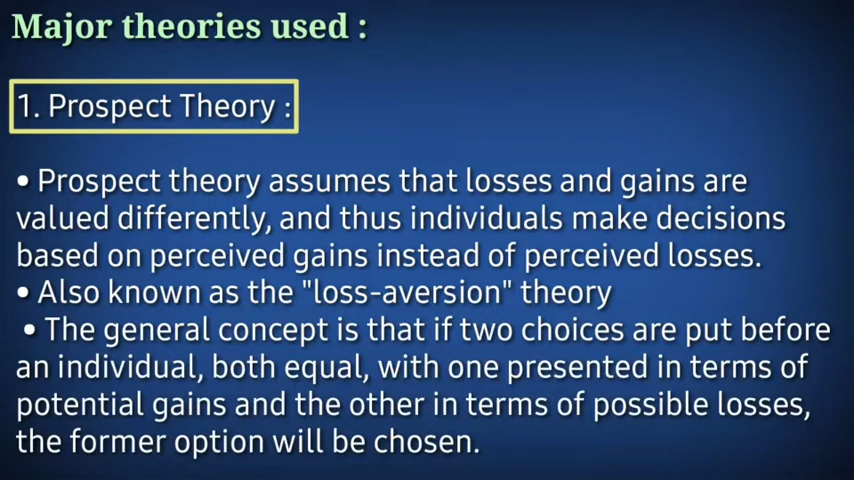 Major theories used :
1. Prospect Theory :
• Prospect theory assumes that losses and gains are
valued differently, and thus individuals make decisions
based on perceived gains instead of perceived losses.
• Also known as the "loss-aversion" theory
• The general concept is that if two choices are put before
an individual, both equal, with one presented in terms of
potential gains and the other in terms of possible losses,
the former option will be chosen.